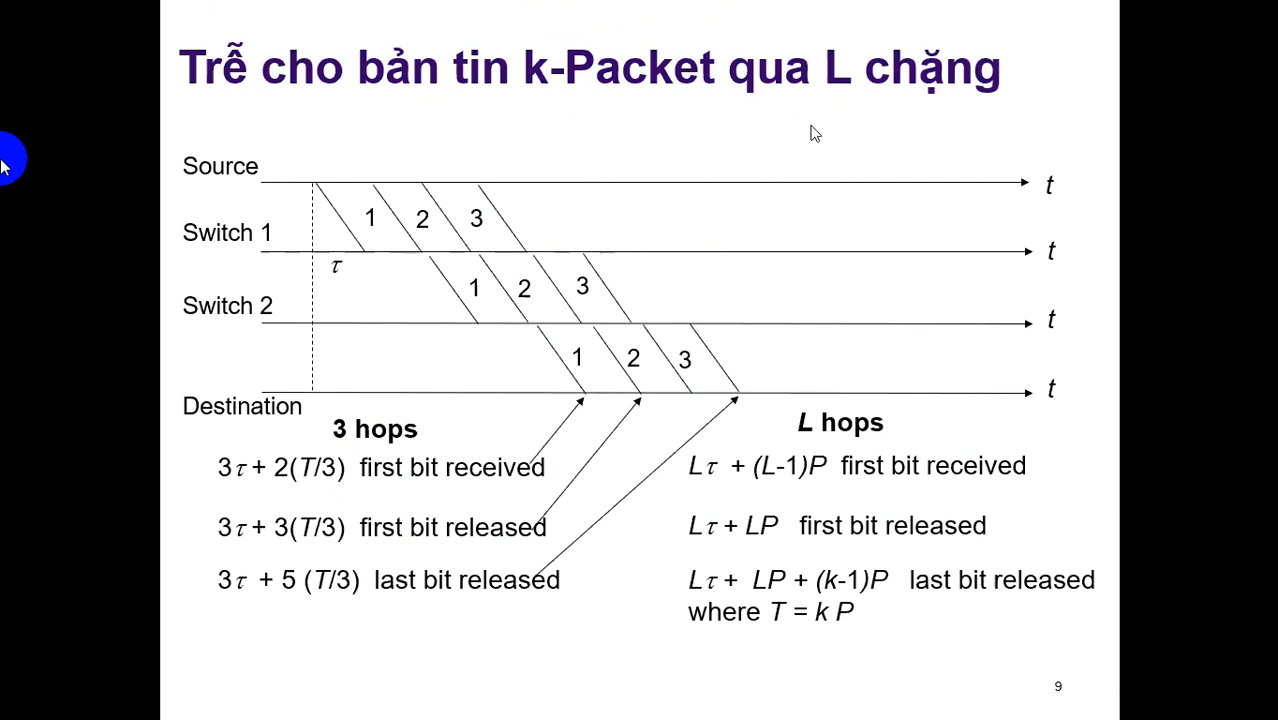 Trễ cho bản tin k-Packet qua L chặng
Source
t
1 2 3
Switch 1
t
τ
1 2 3
Switch 2
t
1 2 3
t
Destination
3 hops
L hops
3τ + 2(T/3) first bit received
Lτ + (L-1)P first bit received
3τ + 3(T/3) first bit released
Lτ + LP first bit released
3τ + 5 (T/3) last bit released
Lτ + LP + (k-1)P last bit released
where T = k P
9